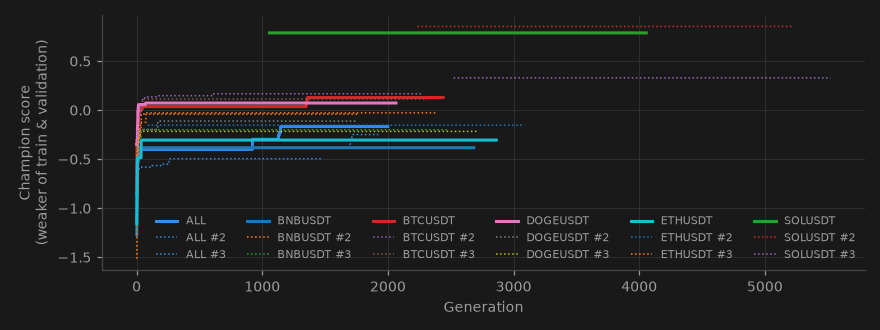 Champion score
(weaker of train & validation)
0.5
0.0
−0.5
−1.0
−1.5
ALL BNBUSDT BTCUSDT DOGEUSDT ETHUSDT SOLUSDT
ALL #2 BNBUSDT #2 BTCUSDT #2 DOGEUSDT #2 ETHUSDT #2 SOLUSDT #2
ALL #3 BNBUSDT #3 BTCUSDT #3 DOGEUSDT #3 ETHUSDT #3 SOLUSDT #3
0 1000 2000 3000 4000 5000
Generation